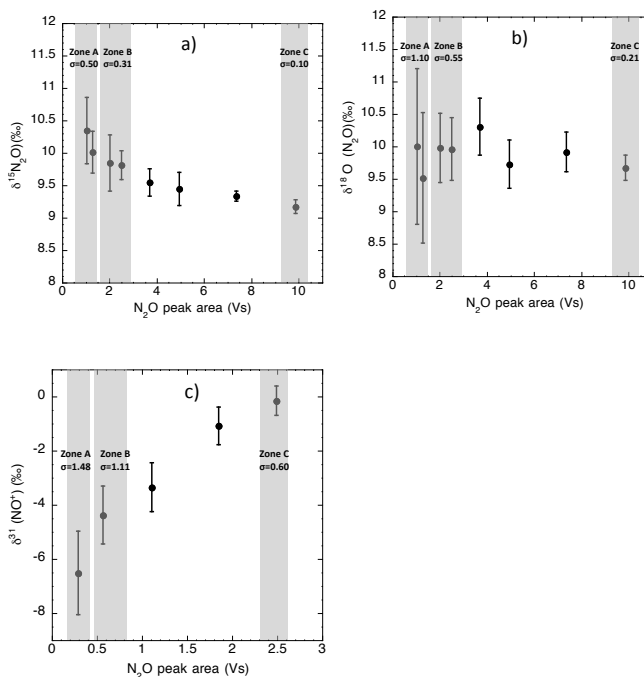 a)
Zone A
σ=0.50
Zone B
σ=0.31
Zone C
σ=0.10
δ¹⁵N₂O)(‰)
12
11.5
11
10.5
10
9.5
9
8.5
8
0 2 4 6 8 10
N₂O peak area (Vs)
b)
Zone A
σ=1.10
Zone B
σ=0.55
Zone C
σ=0.21
δ¹⁸O (N₂O) (‰)
12
11.5
11
10.5
10
9.5
9
8.5
8
0 2 4 6 8 10
N₂O peak area (Vs)
c)
Zone A
σ=1.48
Zone B
σ=1.11
Zone C
σ=0.60
δ³¹ (NO⁺) (‰)
0
-2
-4
-6
-8
0 0.5 1 1.5 2 2.5 3
N₂O peak area (Vs)